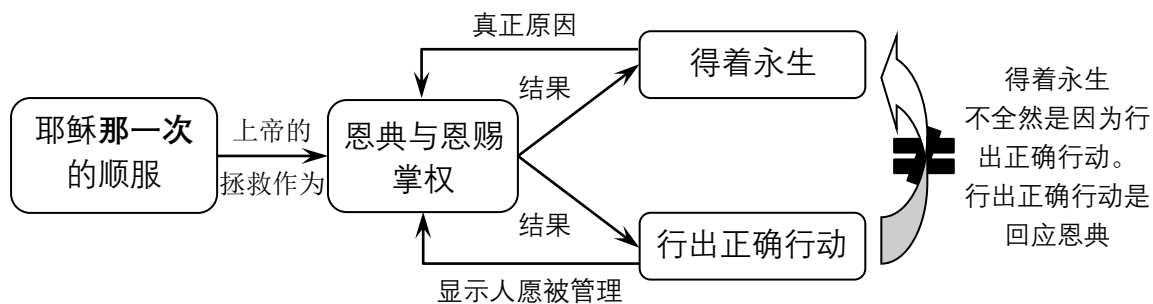 耶稣那一次
的顺服
上帝的
拯救作为
恩典与恩赐
掌权
真正原因
结果
得着永生
结果
行出正确行动
显示人愿被管理
得着永生
不全然是因为行
出正确行动。
行出正确行动是
回应恩典